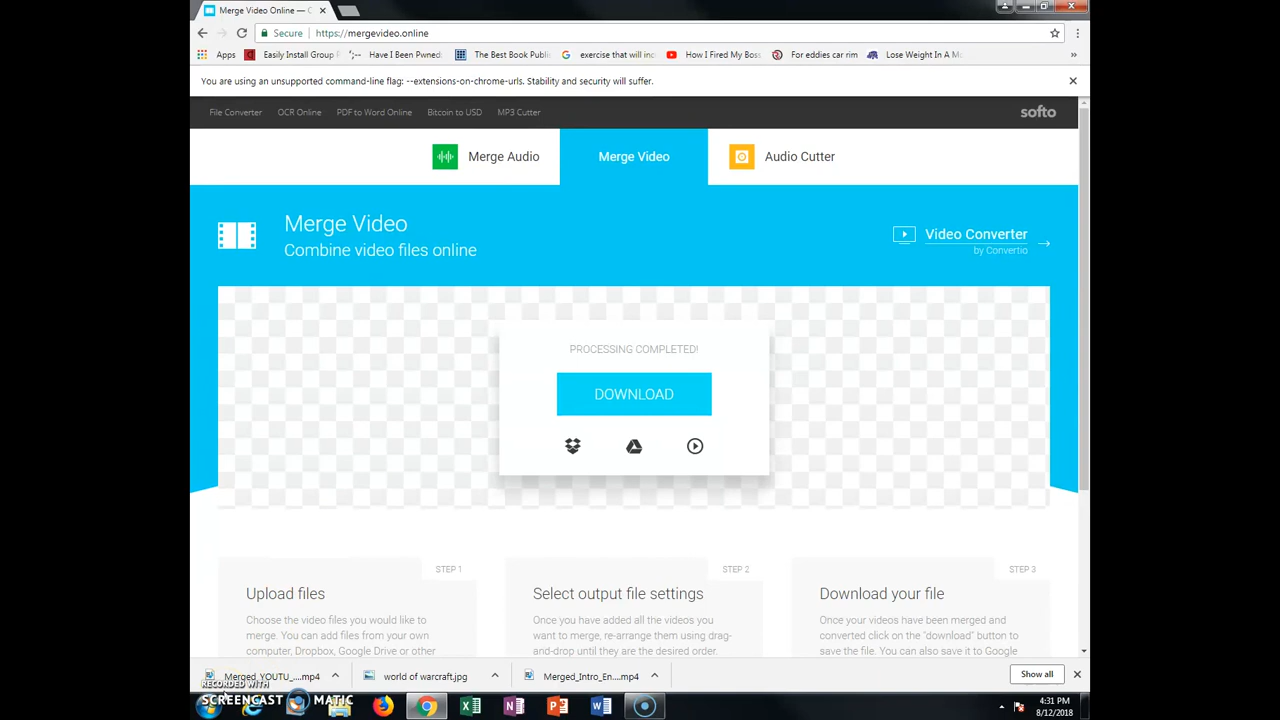 Merge Video Online — C
Secure https://mergevideo.online
Apps Easily Install Group F Have I Been Pwned: The Best Book Publi exercise that will inc How I Fired My Boss For eddies car rim Lose Weight In A Mo
You are using an unsupported command-line flag: --extensions-on-chrome-urls. Stability and security will suffer.
File Converter OCR Online PDF to Word Online Bitcoin to USD MP3 Cutter softo
Merge Audio Merge Video Audio Cutter
Merge Video
Combine video files online
Video Converter
by Convertio
PROCESSING COMPLETED!
DOWNLOAD
STEP 1 STEP 2 STEP 3
Upload files Select output file settings Download your file
Choose the video files you would like to
merge. You can add files from your own
computer, Dropbox, Google Drive or other
Once you have added all the videos you
want to merge, re-arrange them using drag-
and-drop until they are the desired order.
Once your videos have been merged and
converted click on the "download" button to
save the file. You can also save it to Google
Merged_YOUTU_....mp4 world of warcraft.jpg Merged_Intro_En....mp4 Show all
RECORDED WITH
SCREENCAST MATIC
4:31 PM
8/12/2018